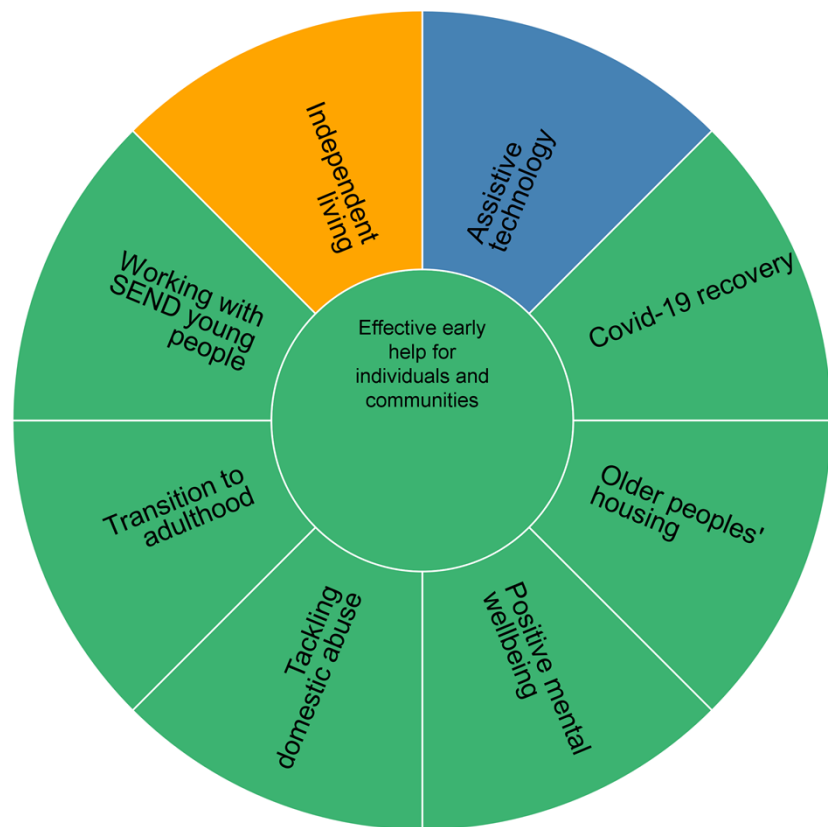 Effective early
help for
individuals and
communities
Assistive
technology
Covid-19 recovery
Older peoples'
housing
Positive mental
wellbeing
Tackling
domestic abuse
Transition to
adulthood
Working with
SEND young
people
Independent
living